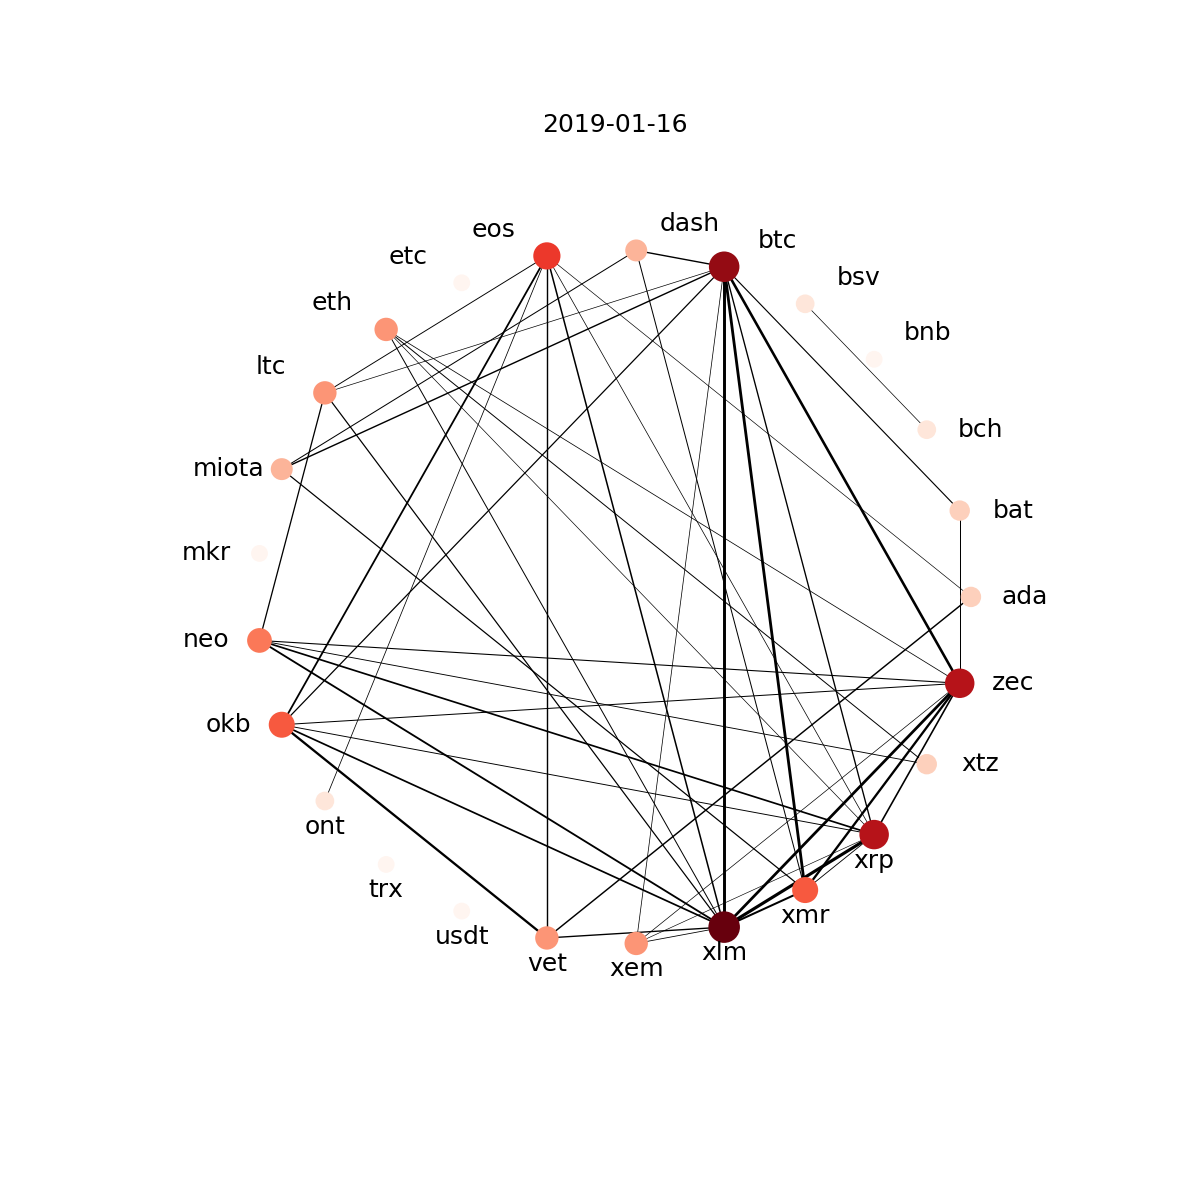 2019-01-16
dash
eos
btc
etc
bsv
eth
bnb
ltc
bch
miota
bat
mkr
ada
neo
zec
okb
xtz
ont
xrp
trx
xmr
usdt
xlm
vet
xem